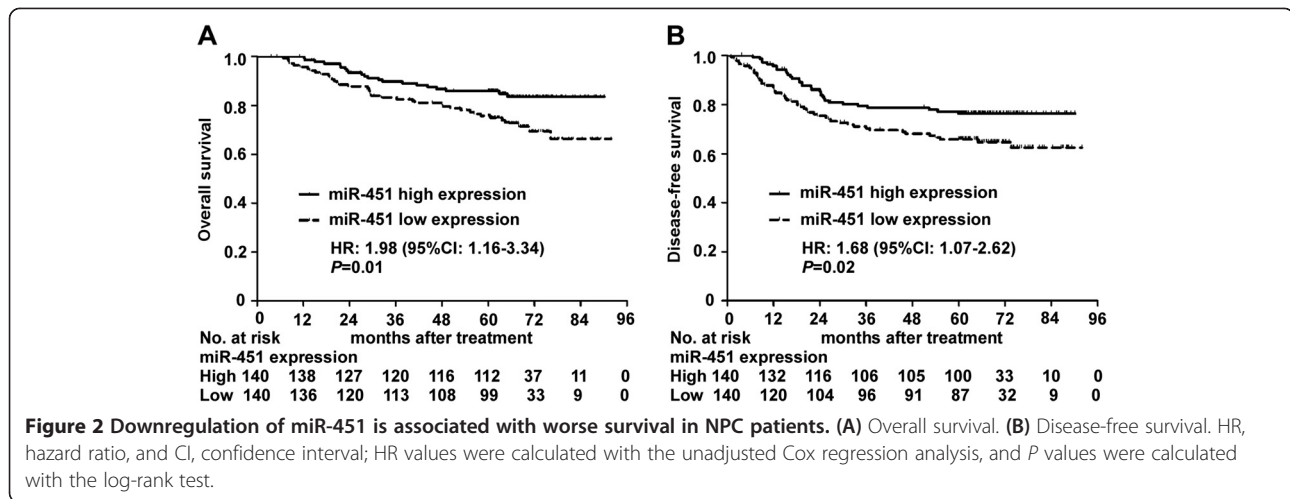 A
Overall survival
1.0
0.8
0.6
0.4
0.2
0
miR-451 high expression
miR-451 low expression
HR: 1.98 (95%CI: 1.16-3.34)
P=0.01
0 12 24 36 48 60 72 84 96
No. at risk months after treatment
miR-451 expression
High 140 138 127 120 116 112 37 11 0
Low 140 136 120 113 108 99 33 9 0
B
Disease-free survival
1.0
0.8
0.6
0.4
0.2
0
miR-451 high expression
miR-451 low expression
HR: 1.68 (95%CI: 1.07-2.62)
P=0.02
0 12 24 36 48 60 72 84 96
No. at risk months after treatment
miR-451 expression
High 140 132 116 106 105 100 33 10 0
Low 140 120 104 96 91 87 32 9 0
Figure 2 Downregulation of miR-451 is associated with worse survival in NPC patients. (A) Overall survival. (B) Disease-free survival. HR,
hazard ratio, and CI, confidence interval; HR values were calculated with the unadjusted Cox regression analysis, and P values were calculated
with the log-rank test.